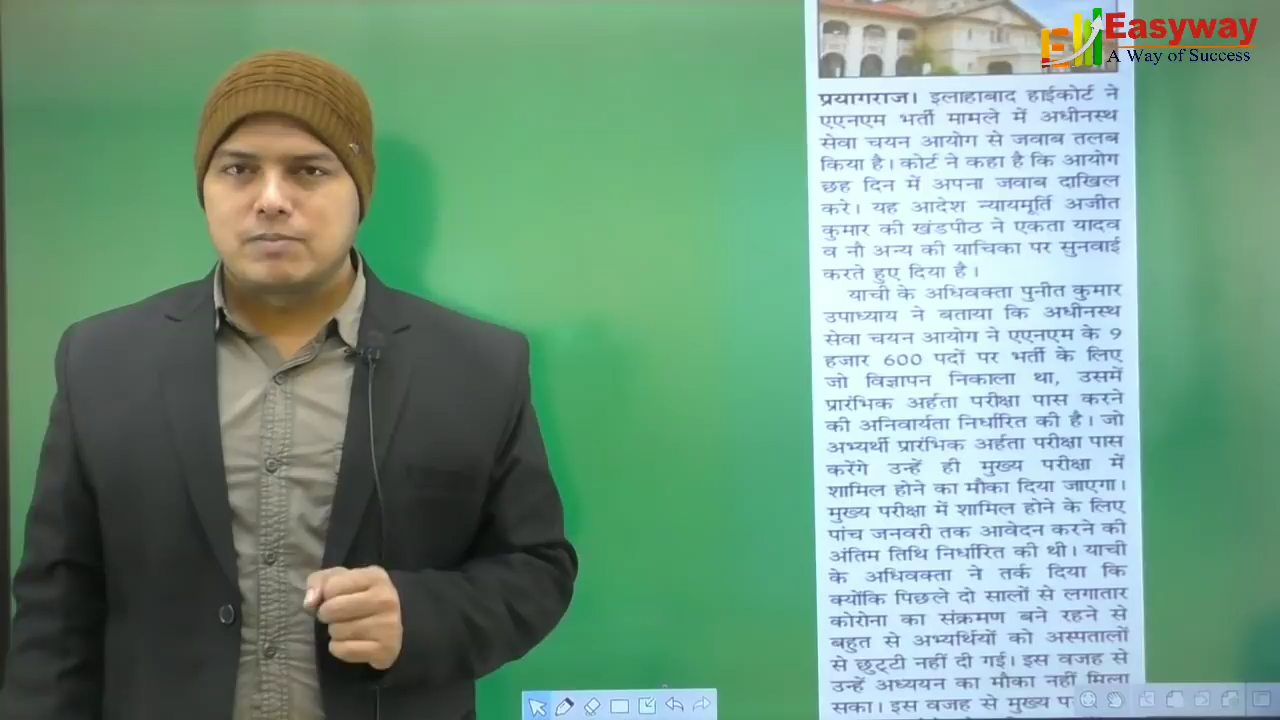 Easyway
A Way of Success
प्रयागराज। इलाहाबाद हाईकोर्ट ने
एएनएम भर्ती मामले में अधीनस्थ
सेवा चयन आयोग से जवाब तलब
किया है। कोर्ट ने कहा है कि आयोग
छह दिन में अपना जवाब दाखिल
करे। यह आदेश न्यायमूर्ति अजीत
कुमार की खंडपीठ ने एकता यादव
व नौ अन्य की याचिका पर सुनवाई
करते हुए दिया है।
याची के अधिवक्ता पुनीत कुमार
उपाध्याय ने बताया कि अधीनस्थ
सेवा चयन आयोग ने एएनएम के 9
हजार 600 पदों पर भर्ती के लिए
जो विज्ञापन निकाला था, उसमें
प्रारंभिक अर्हता परीक्षा पास करने
की अनिवार्यता निर्धारित की है। जो
अभ्यर्थी प्रारंभिक अर्हता परीक्षा पास
करेंगे उन्हें ही मुख्य परीक्षा में
शामिल होने का मौका दिया जाएगा।
मुख्य परीक्षा में शामिल होने के लिए
पांच जनवरी तक आवेदन करने की
अंतिम तिथि निर्धारित की थी। याची
के अधिवक्ता ने तर्क दिया कि
क्योंकि पिछले दो सालों से लगातार
कोरोना का संक्रमण बने रहने से
बहुत से अभ्यर्थियों को अस्पतालों
से छुट्टी नहीं दी गई। इस वजह से
उन्हें अध्ययन का मौका नहीं मिला
सका। इस वजह से मुख्य